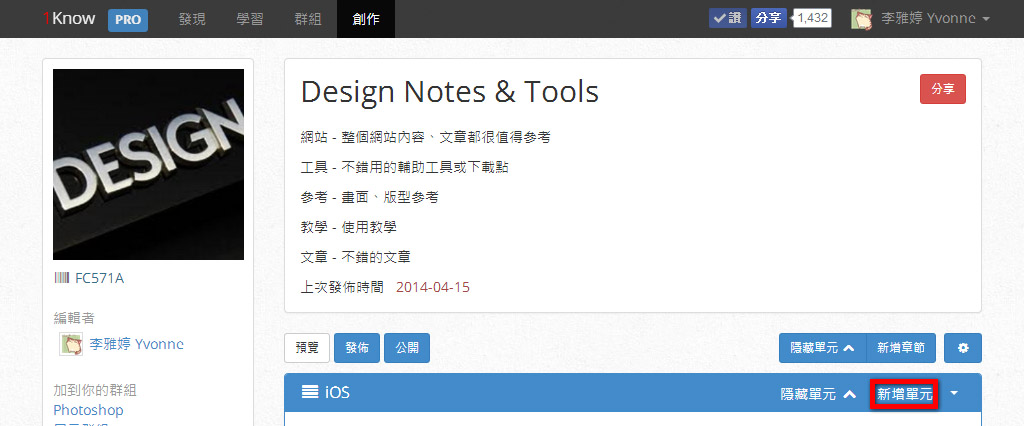 1Know PRO 發現 學習 群組 創作 讚 分享 1,432 李雅婷 Yvonne
DESIGN
Design Notes & Tools 分享
網站 - 整個網站內容、文章都很值得參考
工具 - 不錯用的輔助工具或下載點
參考 - 畫面、版型參考
教學 - 使用教學
文章 - 不錯的文章
上次發佈時間 2014-04-15
FC571A
編輯者
李雅婷 Yvonne
加到你的群組
Photoshop
預覽 發佈 公開 隱藏單元 新增章節
iOS 隱藏單元 新增單元